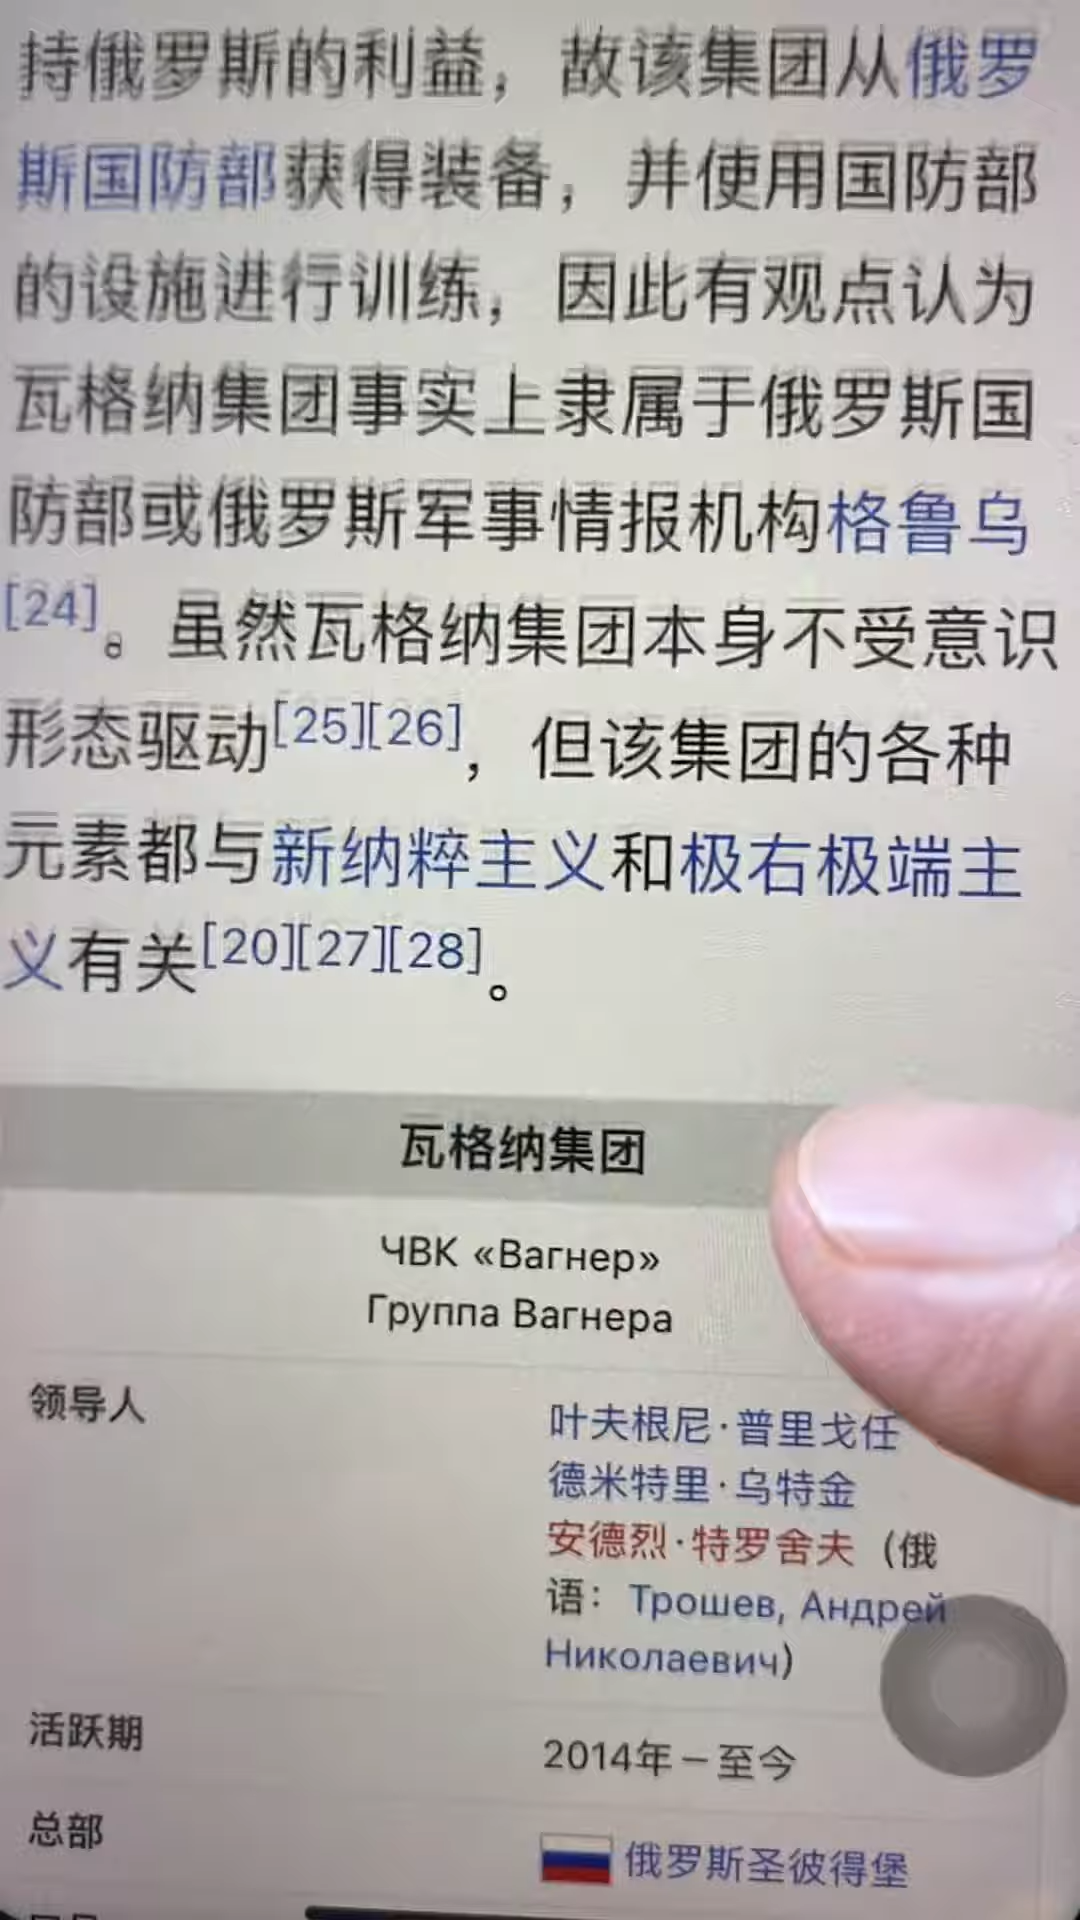 持俄罗斯的利益，故该集团从俄罗
斯国防部获得装备，并使用国防部
的设施进行训练，因此有观点认为
瓦格纳集团事实上隶属于俄罗斯国
防部或俄罗斯军事情报机构格鲁乌
[24]。虽然瓦格纳集团本身不受意识
形态驱动[25][26]，但该集团的各种
元素都与新纳粹主义和极右极端主
义有关[20][27][28]。
瓦格纳集团
ЧВК «Вагнер»
Группа Вагнера
领导人
叶夫根尼·普里戈任
德米特里·乌特金
安德烈·特罗舍夫（俄
语：Трошев, Андрей
Николаевич)
活跃期
2014年－至今
总部
俄罗斯圣彼得堡